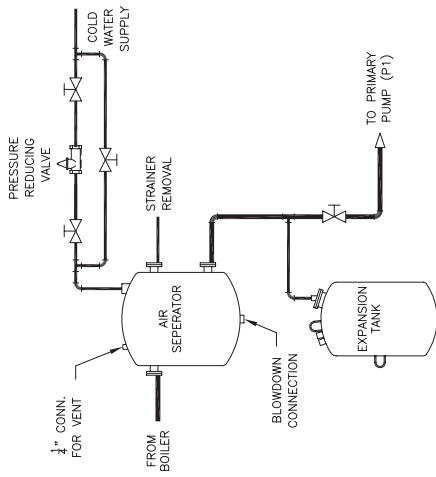 COLD
WATER
SUPPLY
PRESSURE
REDUCING
VALVE
STRAINER
REMOVAL
TO PRIMARY
PUMP (P1)
AIR
SEPERATOR
½" CONN.
FOR VENT
FROM
BOILER
BLOWDOWN
CONNECTION
EXPANSION
TANK